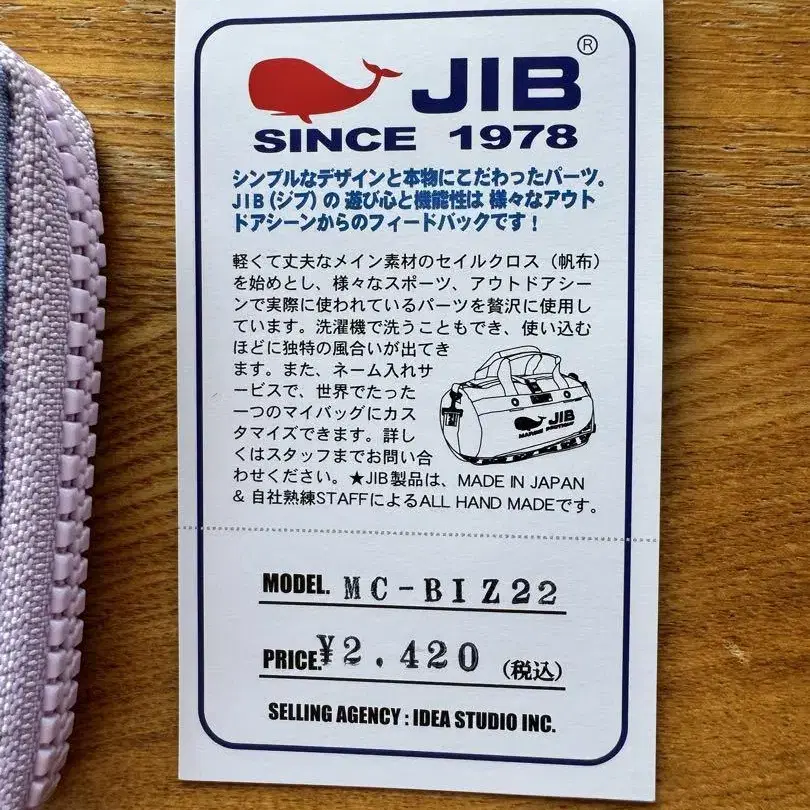 JIB®
SINCE 1978
シンプルなデザインと本物にこだわったパーツ。
JIB(ジブ)の 遊び心と機能性は 様々なアウト
ドアシーンからのフィードバックです！
軽くて丈夫なメイン素材のセイルクロス（帆布）
を始めとし、様々なスポーツ、アウトドアシー
ンで実際に使われているパーツを贅沢に使用し
ています。洗濯機で洗うこともでき、使い込む
ほどに独特の風合いが出てき
ます。また、ネーム入れサ
ービスで、世界でたった
一つのマイバッグにカス
タマイズできます。詳し
くはスタッフまでお問い合
わせください。★JIB製品は、MADE IN JAPAN
& 自社熟練STAFFによるALL HAND MADEです。
JIB
MARINE BOUTIQUE
MODEL. MC-BIZ22
PRICE. ¥2,420 (税込)
SELLING AGENCY : IDEA STUDIO INC.